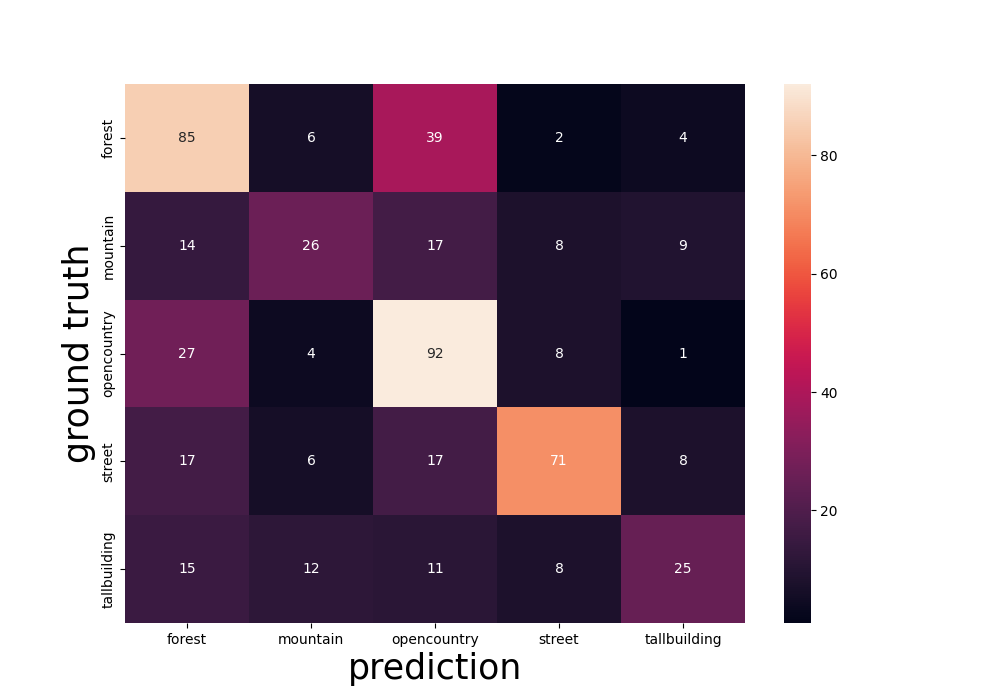 ground truth
forest 85 6 39 2 4
mountain 14 26 17 8 9
opencountry 27 4 92 8 1
street 17 6 17 71 8
tallbuilding 15 12 11 8 25
forest mountain opencountry street tallbuilding
prediction
80
60
40
20